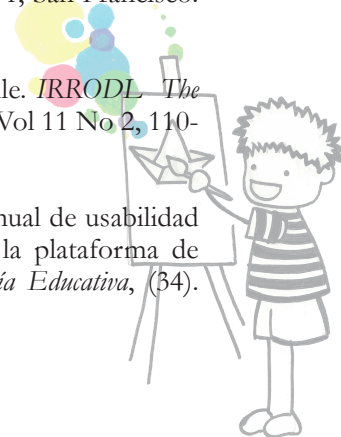 1, San Francisco.
le. IRRODL The
Vol 11 No 2, 110-
nual de usabilidad
la plataforma de
ía Educativa, (34).